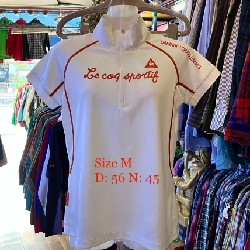 Le coq sportif
Size M
D: 56 N: 45